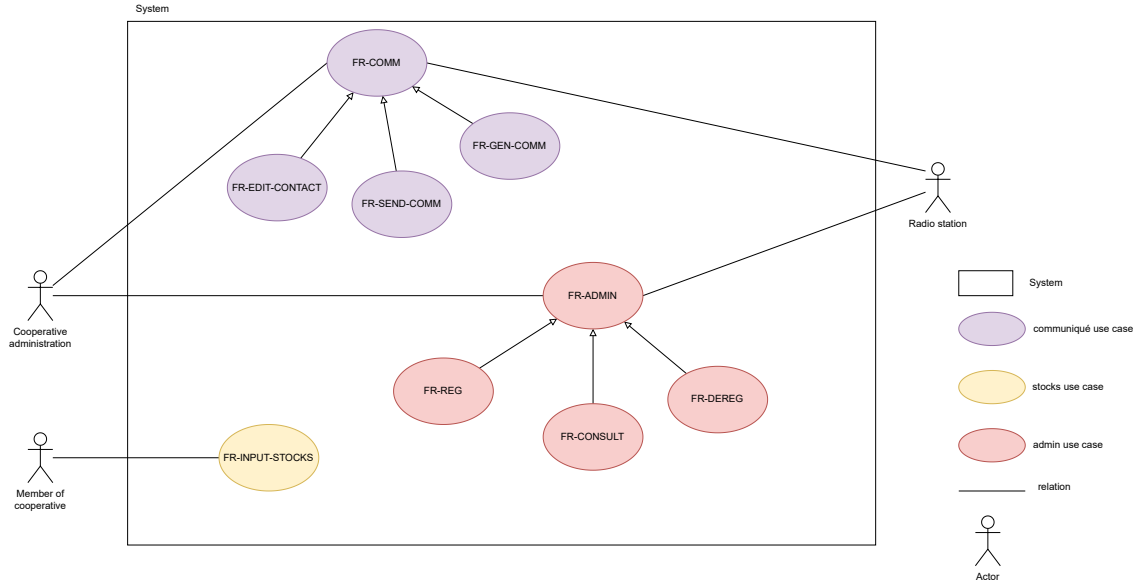 System
FR-COMM
FR-GEN-COMM
FR-EDIT-CONTACT
FR-SEND-COMM
Radio station
FR-ADMIN
Cooperative
administration
FR-REG
FR-DEREG
FR-CONSULT
FR-INPUT-STOCKS
Member of
cooperative
System
communiqué use case
stocks use case
admin use case
relation
Actor